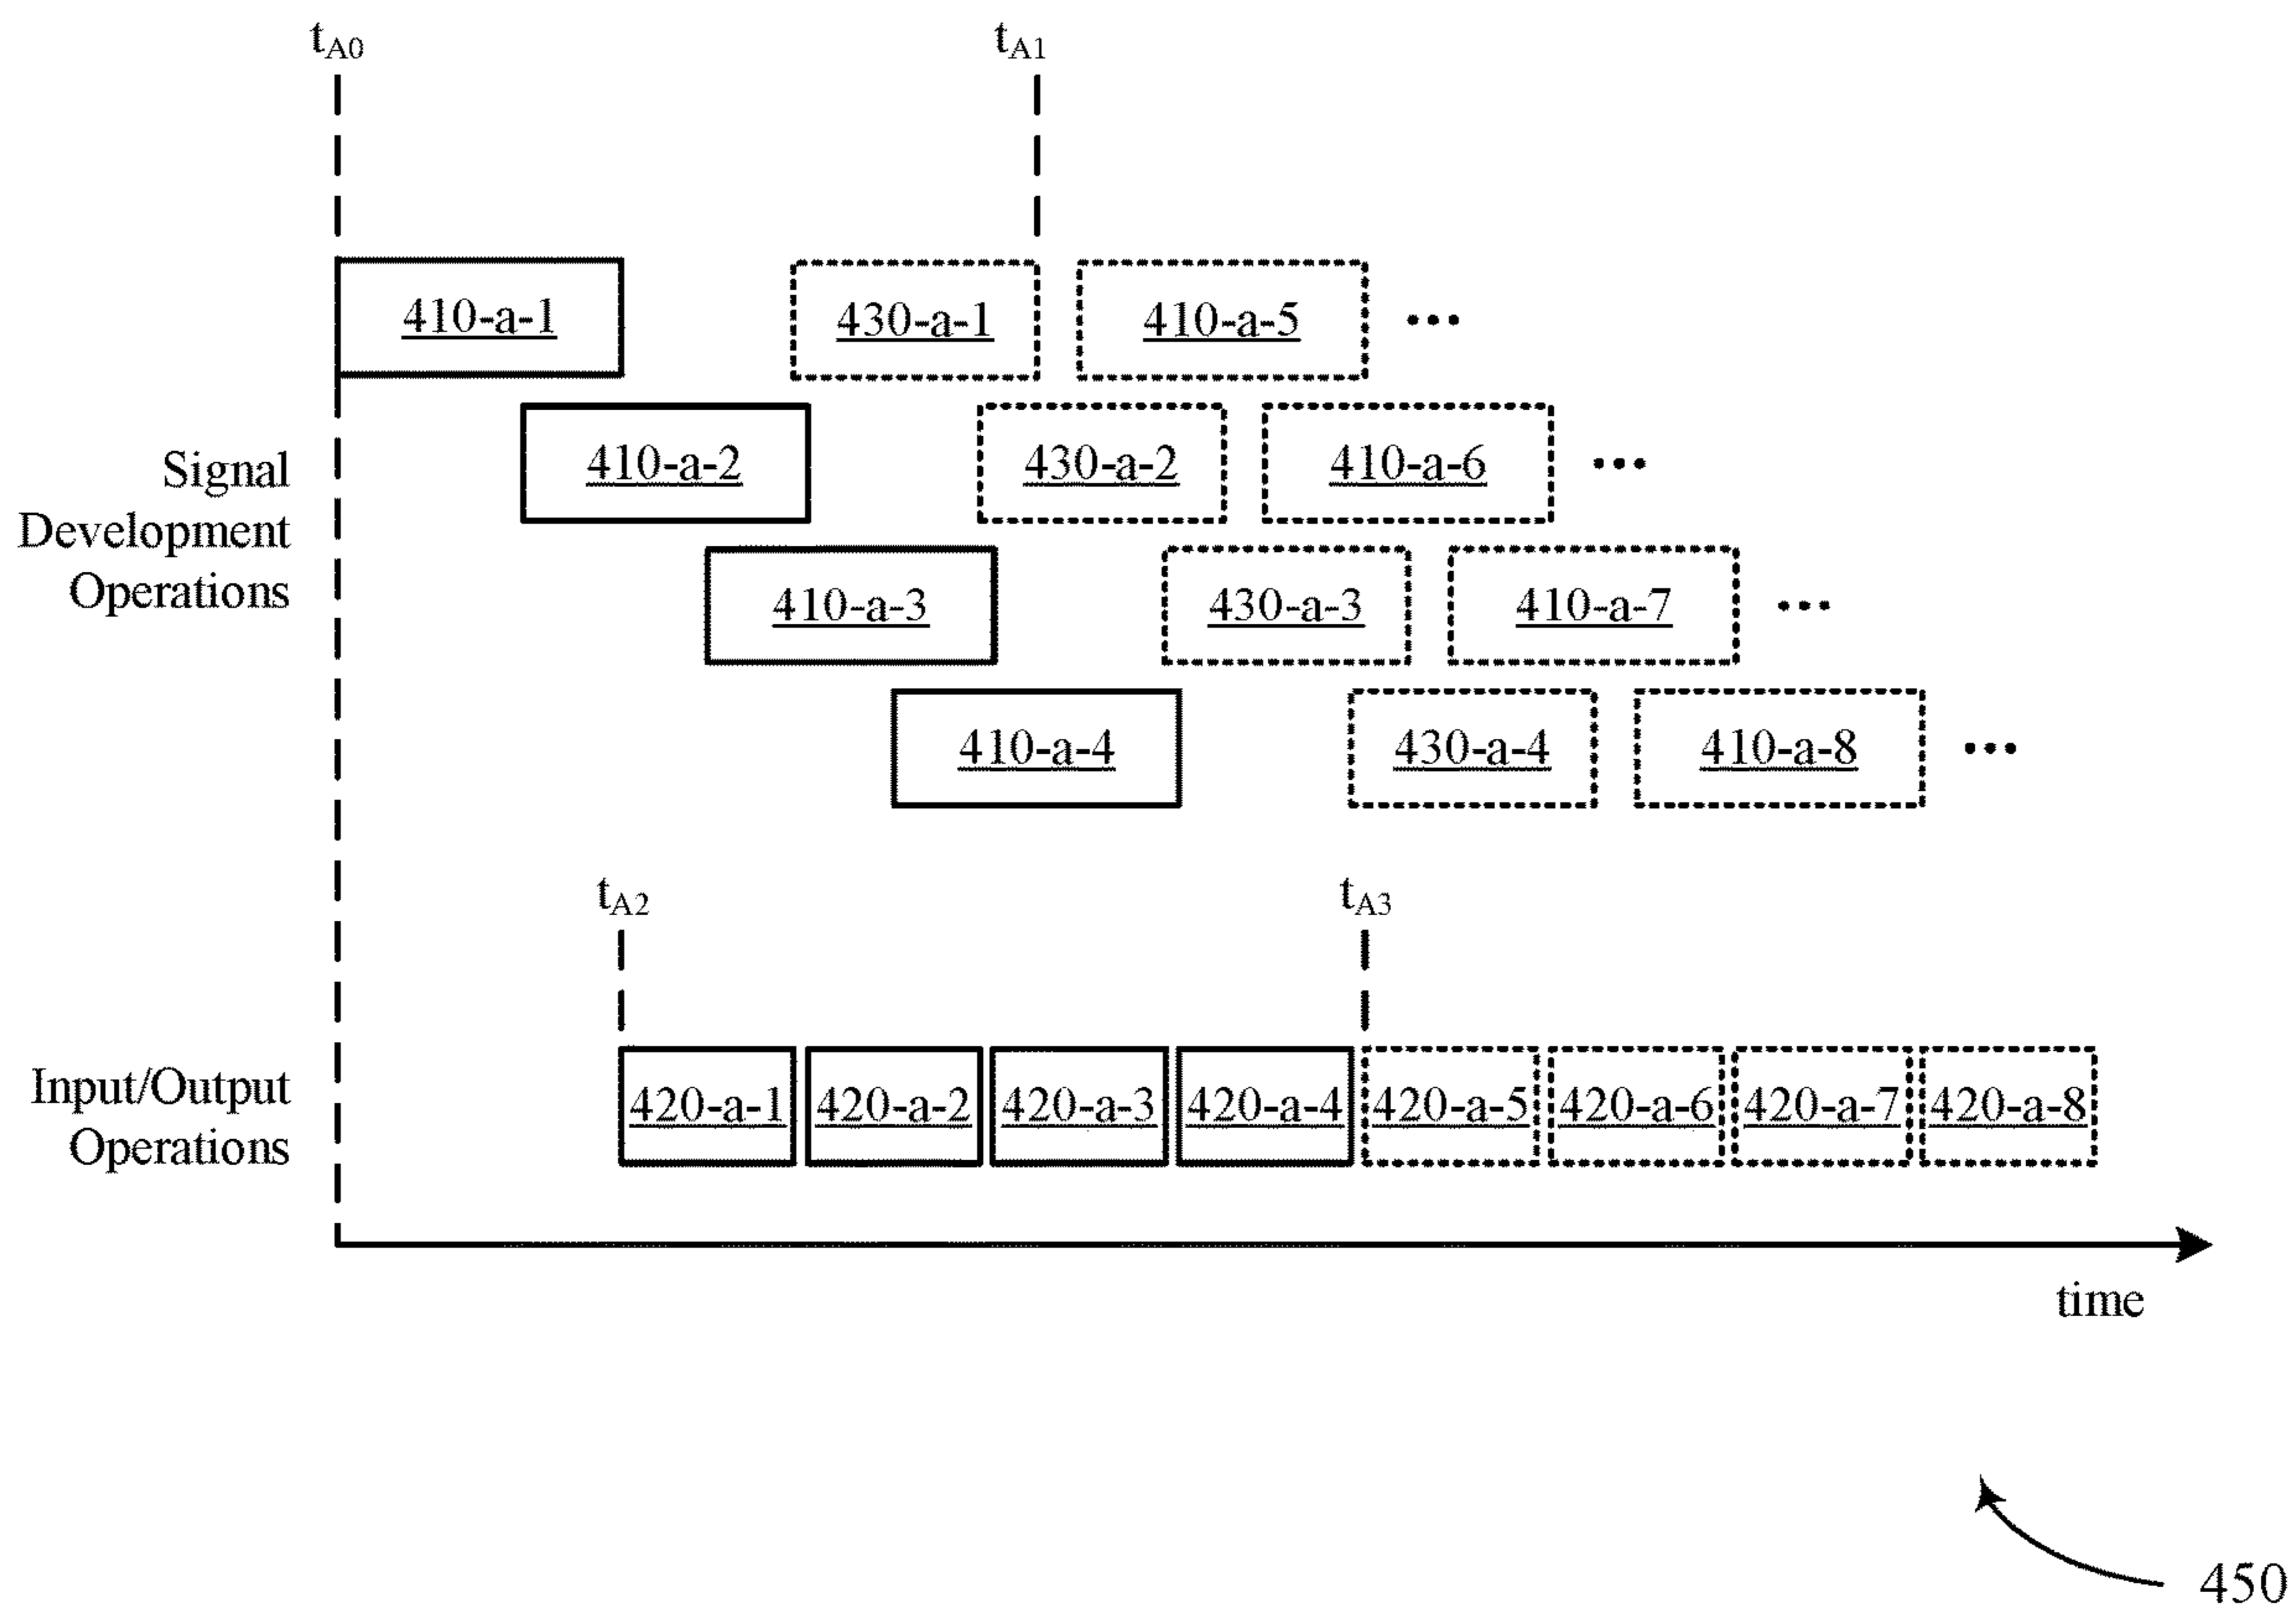 tA0 tA1
410-a-1 430-a-1 410-a-5 •••
410-a-2 430-a-2 410-a-6 •••
Signal
Development
Operations
410-a-3 430-a-3 410-a-7 •••
410-a-4 430-a-4 410-a-8 •••
tA2 tA3
Input/Output
Operations
420-a-1 420-a-2 420-a-3 420-a-4 420-a-5 420-a-6 420-a-7 420-a-8
time
450